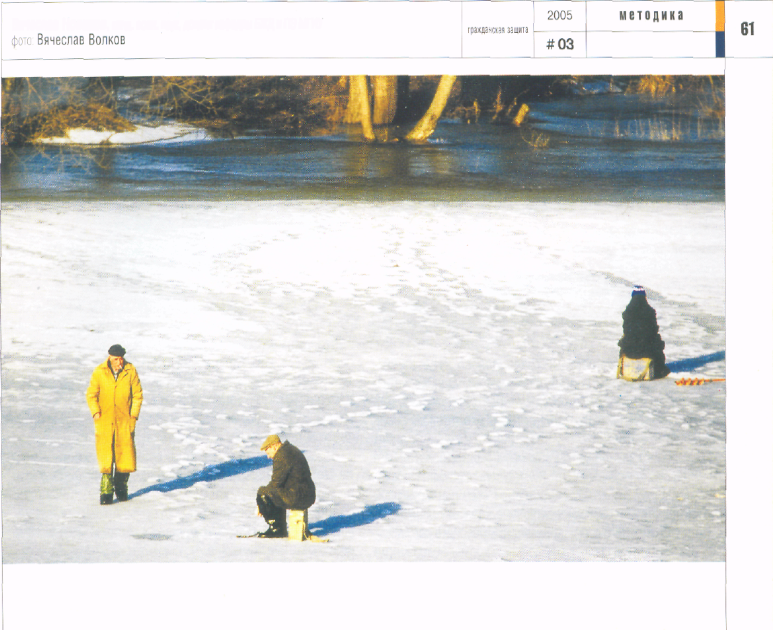 фото: Вячеслав Волков
гражданская защита
2005
# 03
методика
61